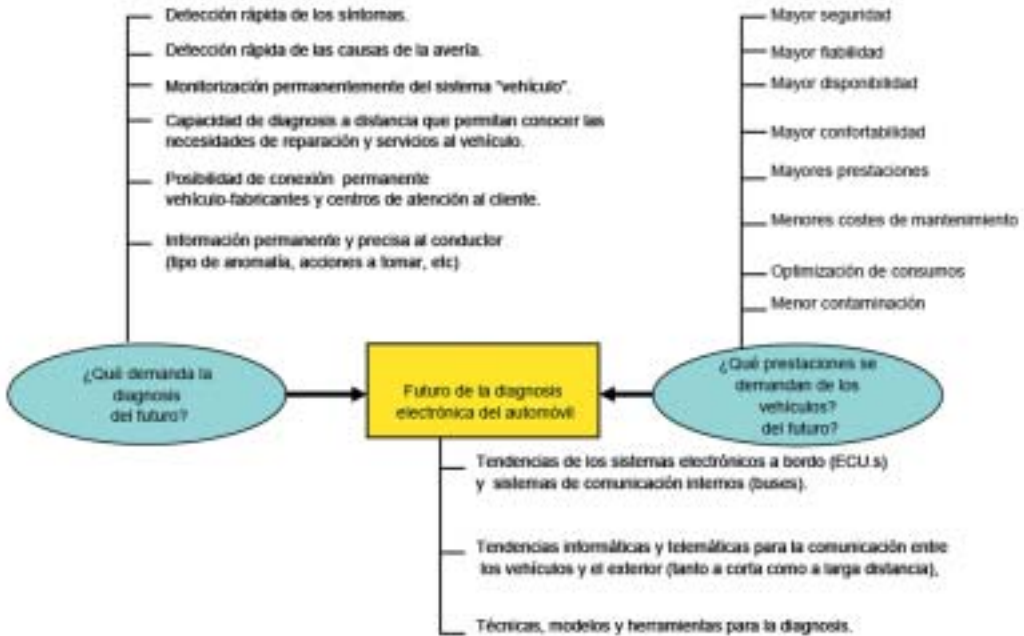 Detección rápida de los síntomas.
Detección rápida de las causas de la avería.
Monitorización permanentemente del sistema "vehículo".
Capacidad de diagnosis a distancia que permitan conocer las
necesidades de reparación y servicios al vehículo.
Posibilidad de conexión permanente
vehículo-fabricantes y centros de atención al cliente.
Información permanente y precisa al conductor
(tipo de anomalía, acciones a tomar, etc)
¿Qué demanda la
diagnosis
del futuro?
Futuro de la diagnosis
electrónica del automóvil
Mayor seguridad
Mayor fiabilidad
Mayor disponibilidad
Mayor confortabilidad
Mayores prestaciones
Menores costes de mantenimiento
Optimización de consumos
Menor contaminación
¿Qué prestaciones se
demandan de los
vehículos?
del futuro?
Tendencias de los sistemas electrónicos a bordo (ECU.s)
y sistemas de comunicación internos (buses).
Tendencias informáticas y telemáticas para la comunicación entre
los vehículos y el exterior (tanto a corta como a larga distancia),
Técnicas, modelos y herramientas para la diagnosis.